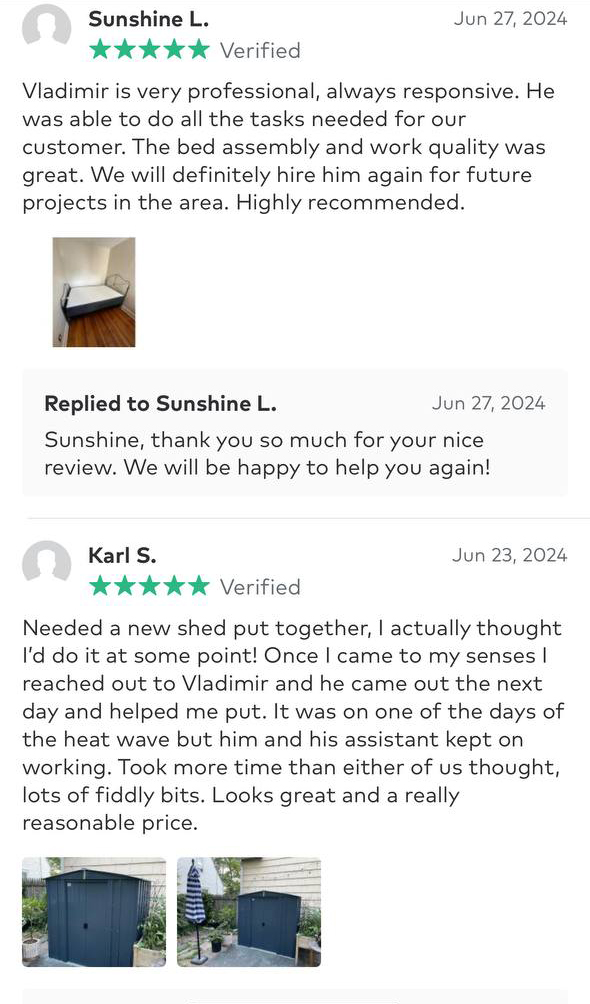 Sunshine L.
Jun 27, 2024
Verified
Vladimir is very professional, always responsive. He
was able to do all the tasks needed for our
customer. The bed assembly and work quality was
great. We will definitely hire him again for future
projects in the area. Highly recommended.
Replied to Sunshine L.
Jun 27, 2024
Sunshine, thank you so much for your nice
review. We will be happy to help you again!
Karl S.
Jun 23, 2024
Verified
Needed a new shed put together, I actually thought
I'd do it at some point! Once I came to my senses I
reached out to Vladimir and he came out the next
day and helped me put. It was on one of the days of
the heat wave but him and his assistant kept on
working. Took more time than either of us thought,
lots of fiddly bits. Looks great and a really
reasonable price.